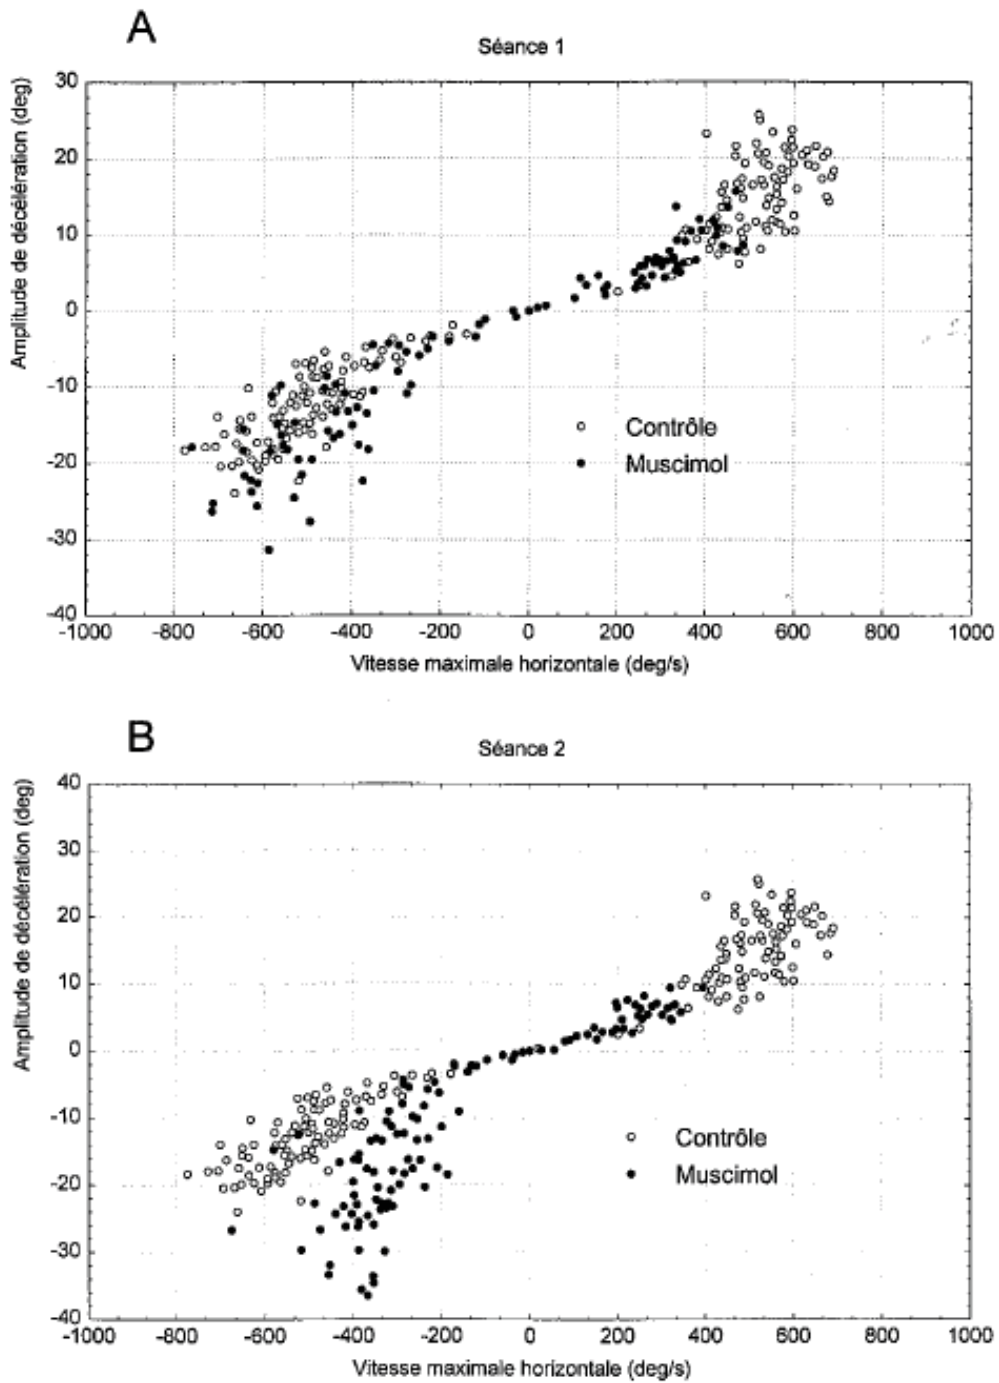 A
Séance 1
Amplitude de décélération (deg)
30
20
10
0
-10
-20
-30
-40
Contrôle
Muscimol
-1000 -800 -600 -400 -200 0 200 400 600 800 1000
Vitesse maximale horizontale (deg/s)
B
Séance 2
Amplitude de décélération (deg)
40
30
20
10
0
-10
-20
-30
-40
Contrôle
Muscimol
-1000 -800 -600 -400 -200 0 200 400 600 800 1000
Vitesse maximale horizontale (deg/s)